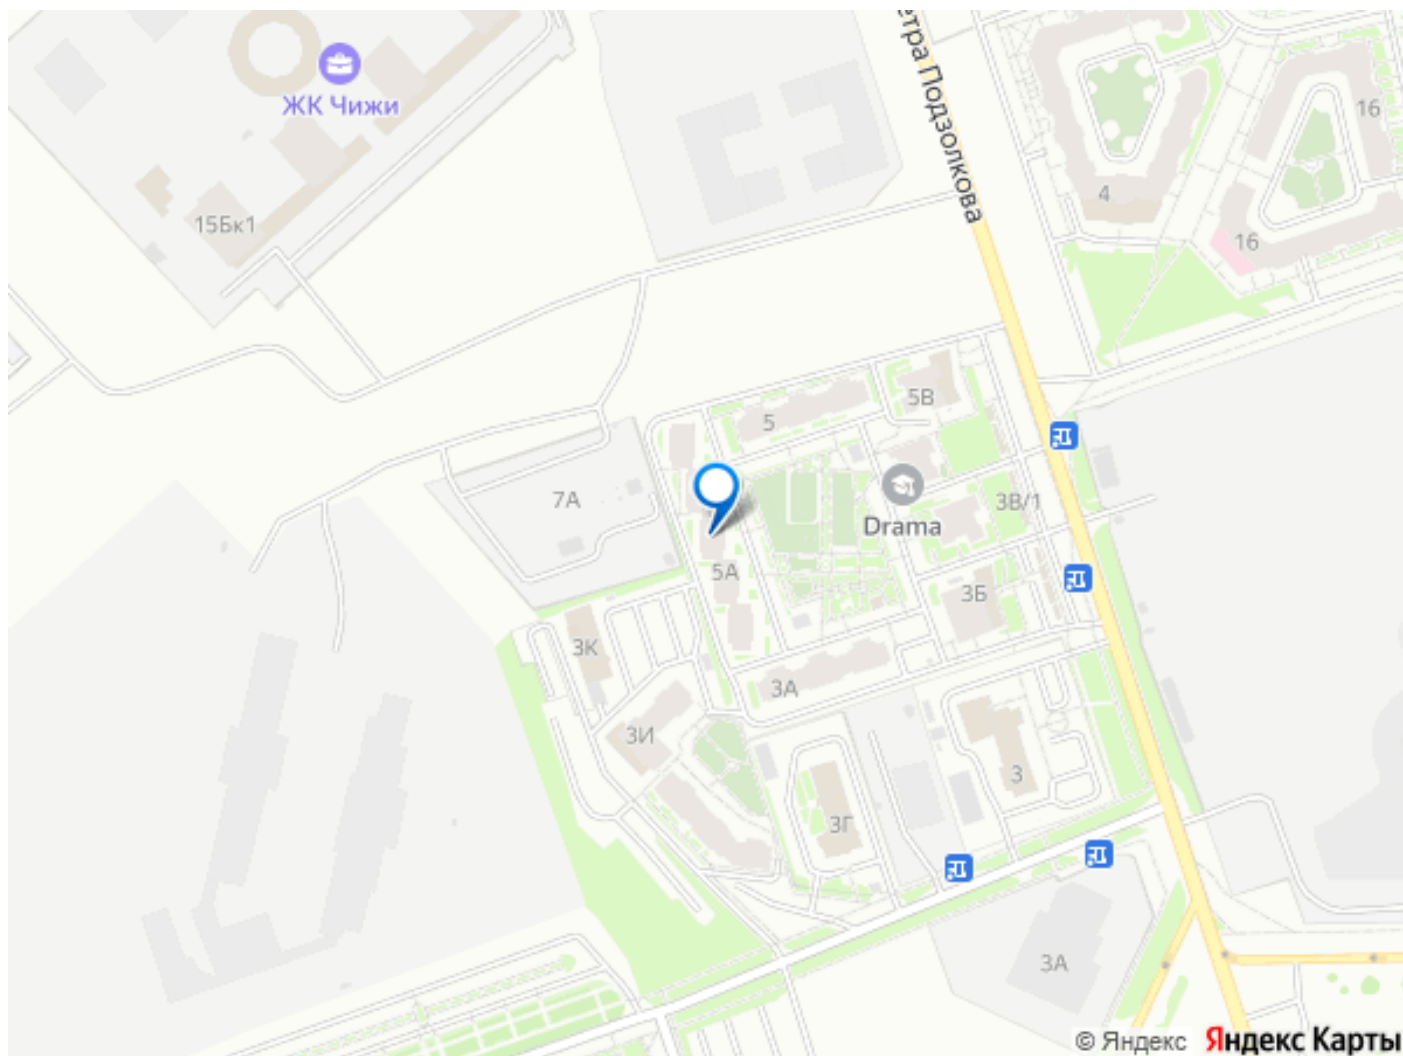 етра Подзолкова
ЖК Чижи
16
4
15Бк1
16
5В
5
7А
3В/1
Drama
5А
3Б
3К
3А
3И
3
3Г
3А
© Яндекс Яндекс Карты